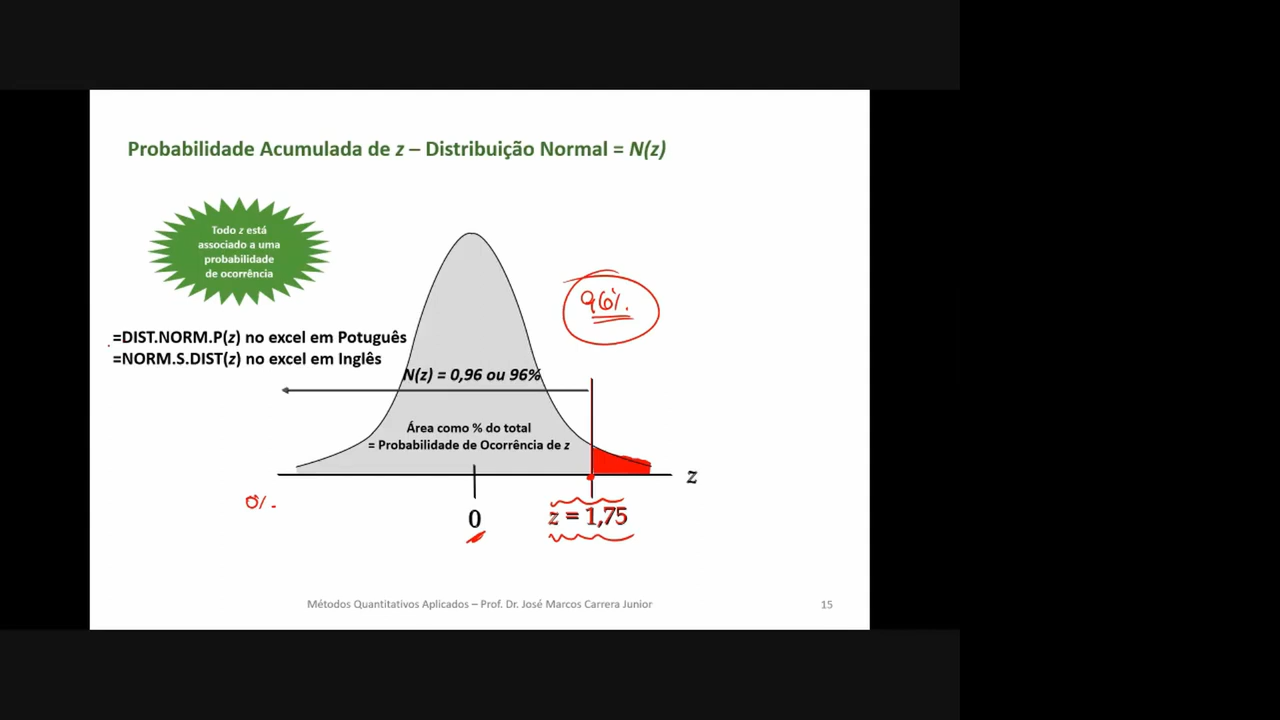 Probabilidade Acumulada de z – Distribuição Normal = N(z)
Todo z está
associado a uma
probabilidade
de ocorrência
96%.
=DIST.NORM.P(z) no excel em Potuguês
=NORM.S.DIST(z) no excel em Inglês
N(z) = 0,96 ou 96%
Área como % do total
= Probabilidade de Ocorrência de z
z
0%.
0
z = 1,75
Métodos Quantitativos Aplicados – Prof. Dr. José Marcos Carrera Junior
15